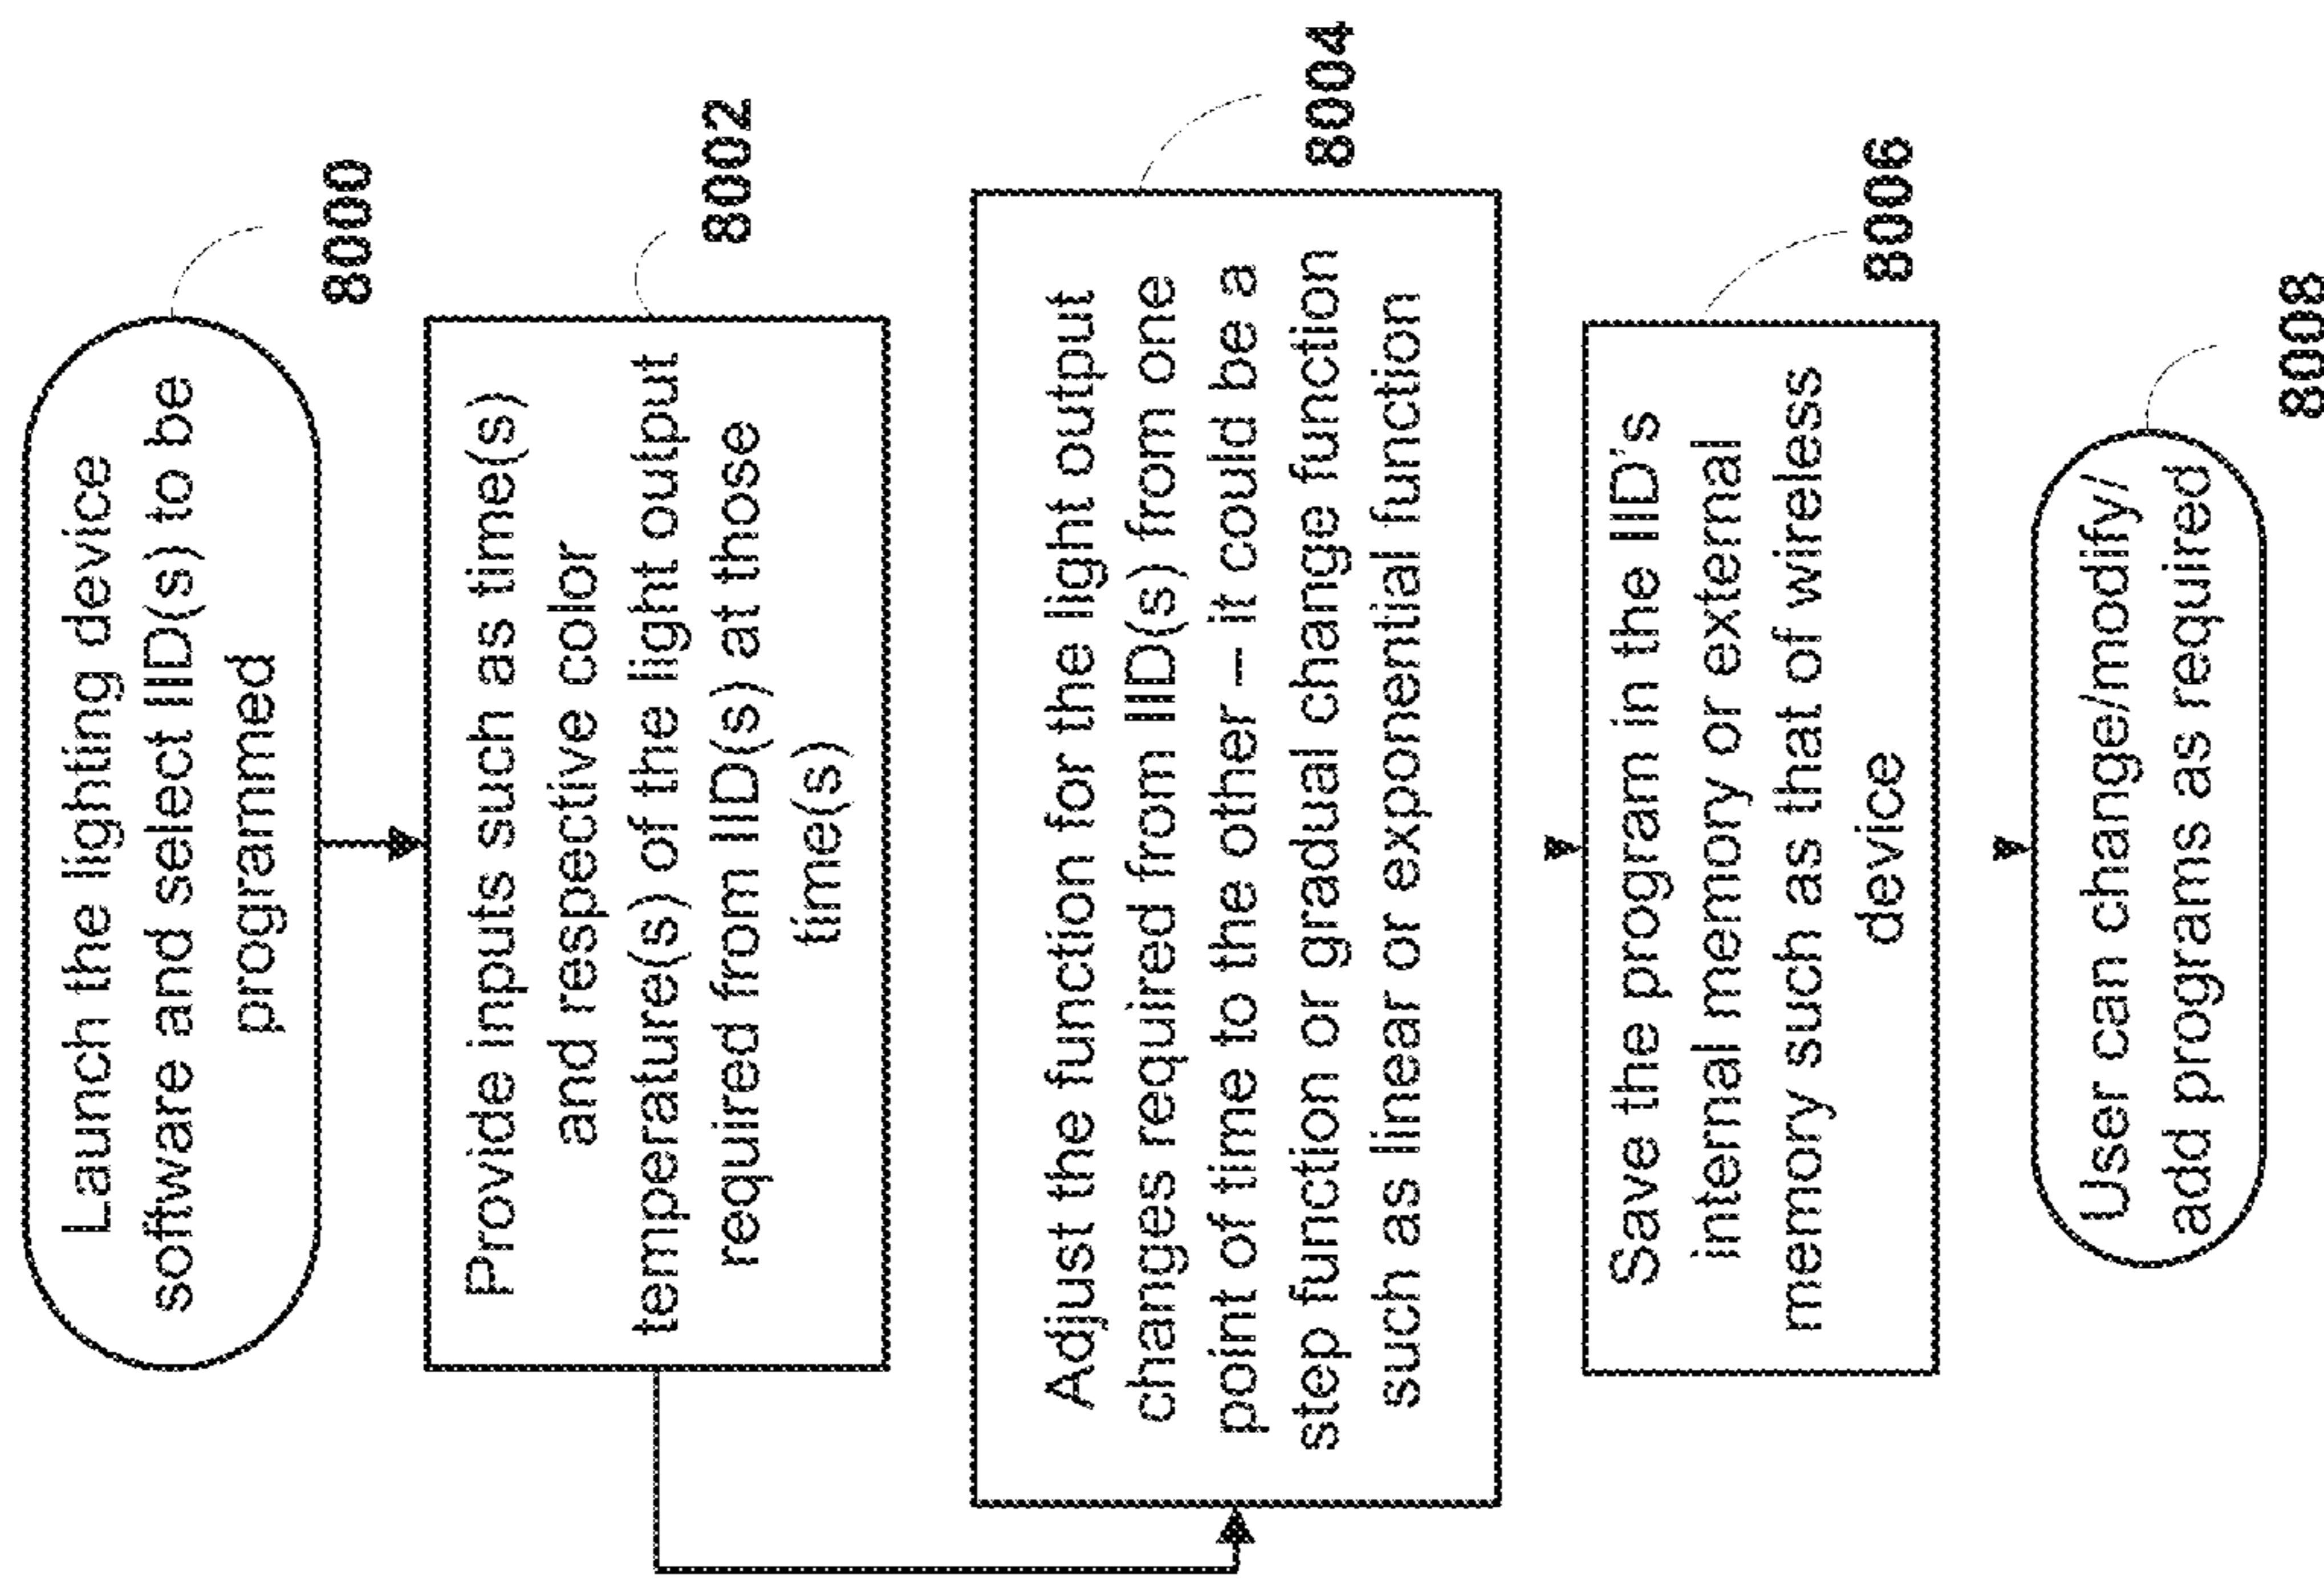 Launch the lighting device
software and select IID(s) to be
programmed
8000
Provide inputs such as time(s)
and respective color
temperature(s) of the light output
required from IID(s) at those
time(s)
8002
Adjust the function for the light output
changes required from IID(s) from one
point of time to the other – it could be a
step function or gradual change function
such as linear or exponential function
8004
Save the program in the IID's
internal memory or external
memory such as that of wireless
device
8006
User can change/modify/
add programs as required
8008